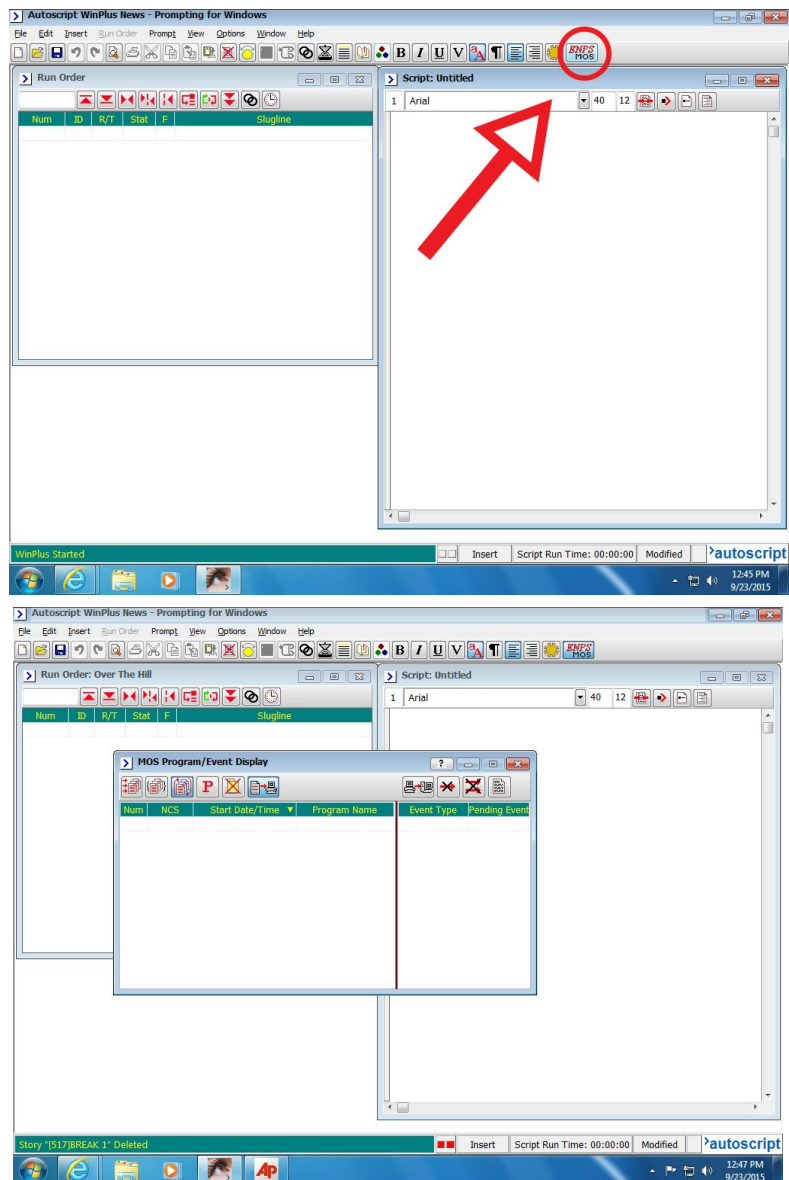 Autoscript WinPlus News - Prompting for Windows
File Edit Insert Run Order Prompt View Options Window Help
B I U V ENPS MOS
Run Order
Script: Untitled
1 Arial 40 12
Num ID R/T Stat F Slugline
WinPlus Started
Insert Script Run Time: 00:00:00 Modified autoscript
12:45 PM
9/23/2015
Autoscript WinPlus News - Prompting for Windows
File Edit Insert Run Order Prompt View Options Window Help
B I U V ENPS MOS
Run Order: Over The Hill
Script: Untitled
1 Arial 40 12
Num ID R/T Stat F Slugline
MOS Program/Event Display
P
Num NCS Start Date/Time Program Name Event Type Pending Event
Story "[517]BREAK 1" Deleted
Insert Script Run Time: 00:00:00 Modified autoscript
AP
12:47 PM
9/23/2015